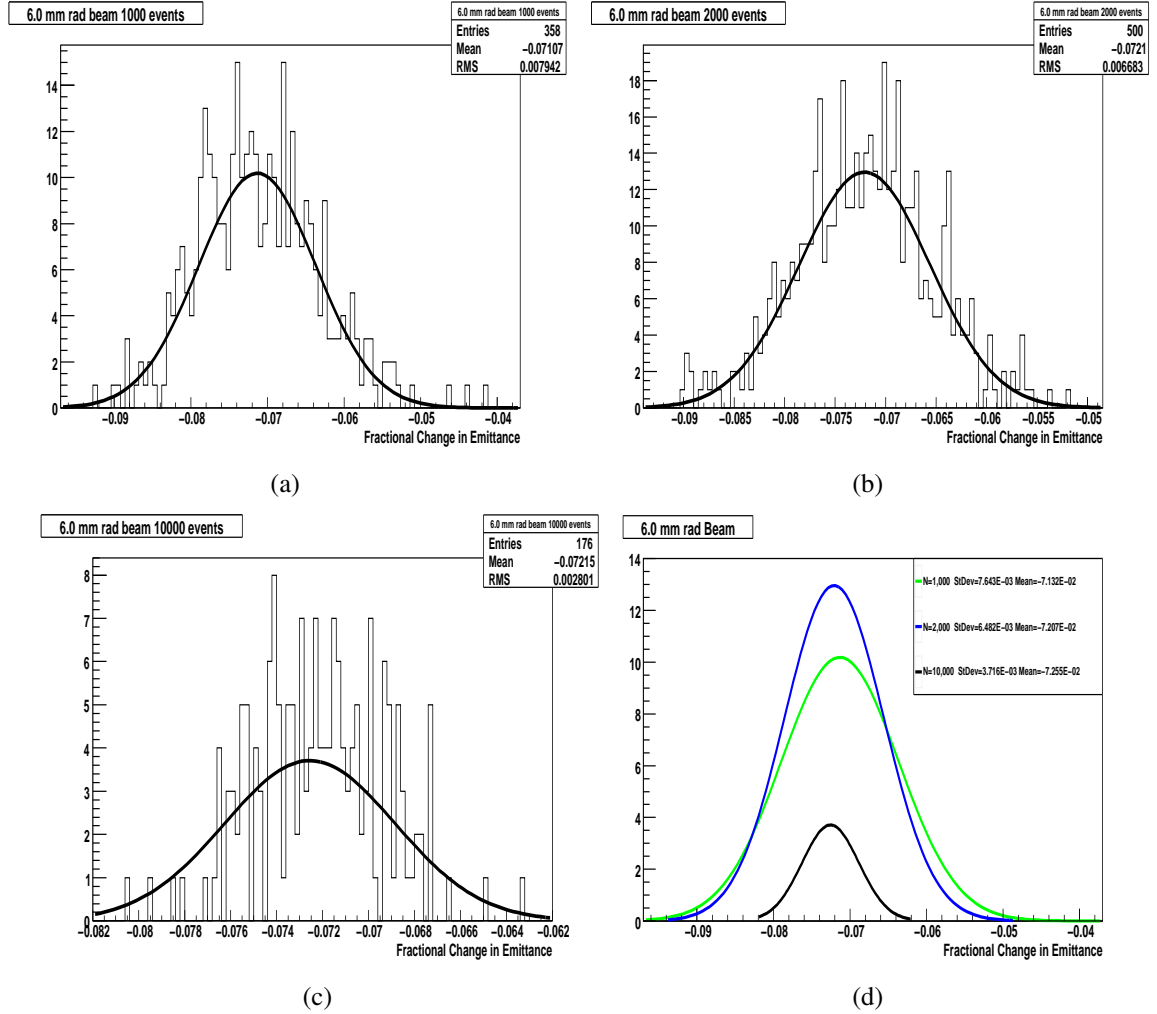 6.0 mm rad beam 1000 events
6.0 mm rad beam 1000 events
Entries 358
Mean −0.07107
RMS 0.007942
14
12
10
8
6
4
2
0
−0.09 −0.08 −0.07 −0.06 −0.05 −0.04
Fractional Change in Emittance
(a)
6.0 mm rad beam 2000 events
6.0 mm rad beam 2000 events
Entries 500
Mean −0.0721
RMS 0.006683
18
16
14
12
10
8
6
4
2
0
−0.09 −0.085 −0.08 −0.075 −0.07 −0.065 −0.06 −0.055 −0.05
Fractional Change in Emittance
(b)
6.0 mm rad beam 10000 events
6.0 mm rad beam 10000 events
Entries 176
Mean −0.07215
RMS 0.002801
8
7
6
5
4
3
2
1
0
−0.082 −0.08 −0.078 −0.076 −0.074 −0.072 −0.07 −0.068 −0.066 −0.064 −0.062
Fractional Change in Emittance
(c)
6.0 mm rad Beam
N=1,000 StDev=7.643E−03 Mean=−7.132E−02
N=2,000 StDev=6.482E−03 Mean=−7.207E−02
N=10,000 StDev=3.716E−03 Mean=−7.255E−02
14
12
10
8
6
4
2
0
−0.09 −0.08 −0.07 −0.06 −0.05 −0.04
Fractional Change in Emittance
(d)